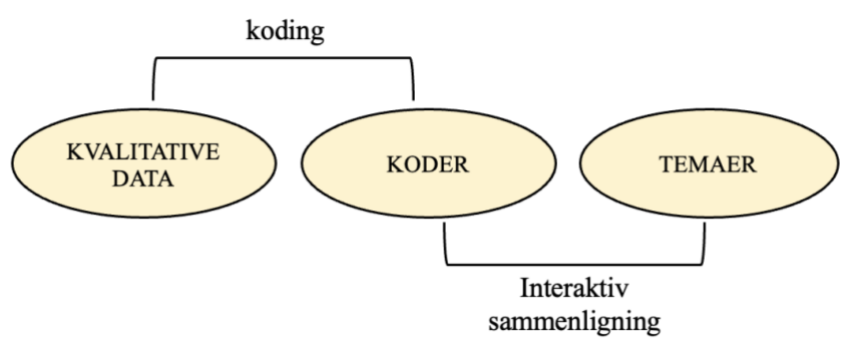 koding
KVALITATIVE
DATA
KODER
TEMAER
Interaktiv
sammenligning